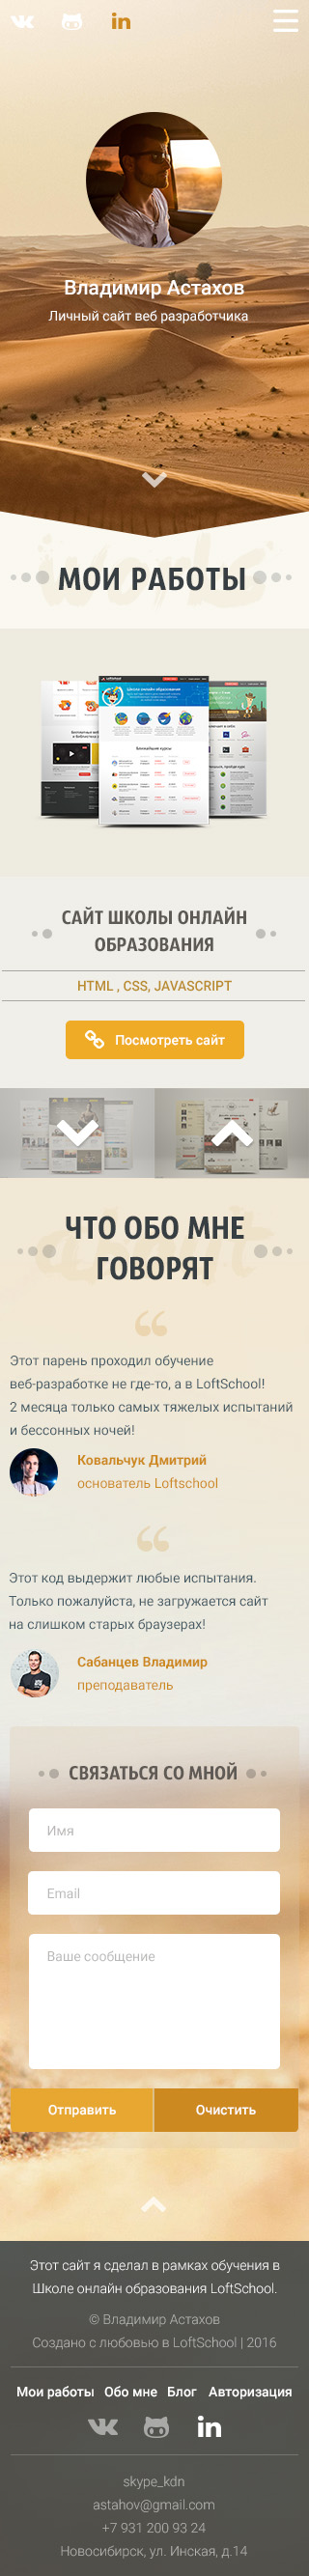 Владимир Астахов
Личный сайт веб разработчика
МОИ РАБОТЫ
САЙТ ШКОЛЫ ОНЛАЙН
ОБРАЗОВАНИЯ
HTML , CSS, JAVASCRIPT
Посмотреть сайт
ЧТО ОБО МНЕ
ГОВОРЯТ
Этот парень проходил обучение
веб-разработке не где-то, а в LoftSchool!
2 месяца только самых тяжелых испытаний
и бессонных ночей!
Ковальчук Дмитрий
основатель Loftschool
Этот код выдержит любые испытания.
Только пожалуйста, не загружается сайт
на слишком старых браузерах!
Сабанцев Владимир
преподаватель
СВЯЗАТЬСЯ СО МНОЙ
Имя
Email
Ваше сообщение
Отправить Очистить
Этот сайт я сделал в рамках обучения в
Школе онлайн образования LoftSchool.
© Владимир Астахов
Создано с любовью в LoftSchool | 2016
Мои работы Обо мне Блог Авторизация
skype_kdn
astahov@gmail.com
+7 931 200 93 24
Новосибирск, ул. Инская, д.14